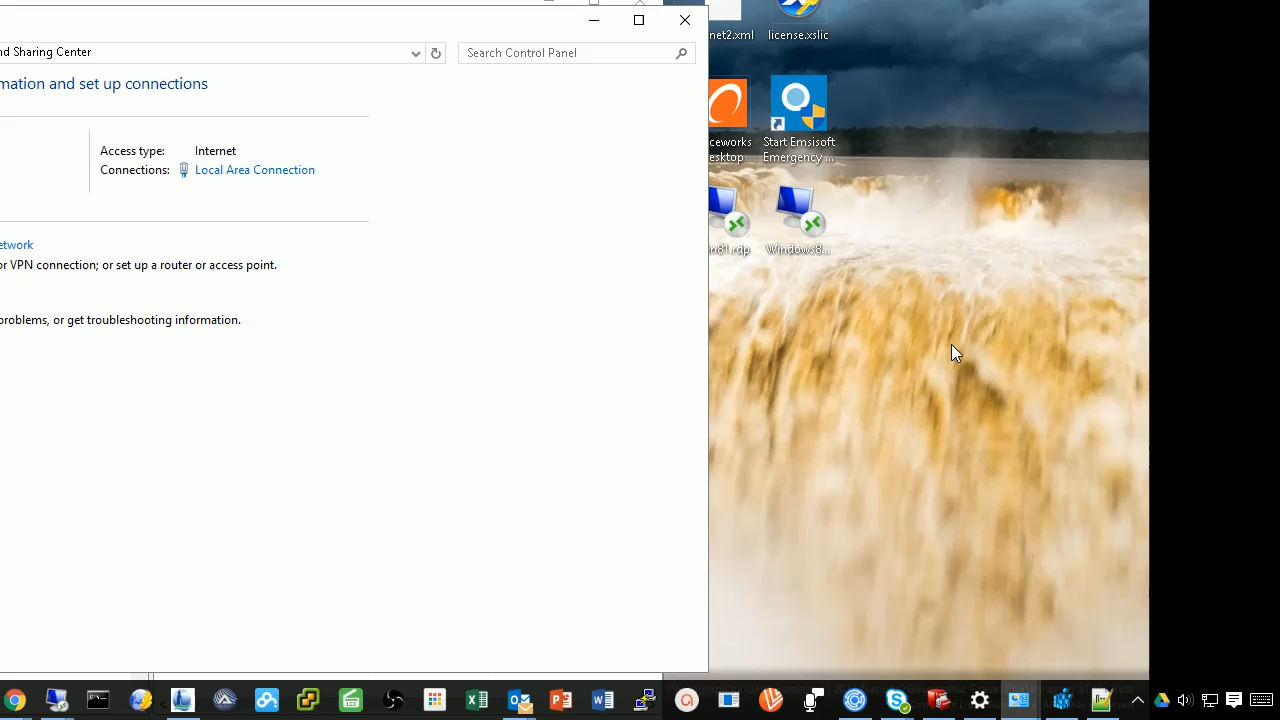 nd Sharing Center
Search Control Panel
mation and set up connections
Access type: Internet
Connections: Local Area Connection
etwork
or VPN connection; or set up a router or access point.
problems, or get troubleshooting information.
net2.xml
license.xslic
ceworks
esktop
Start Emsisoft
Emergency ...
in81.rdp
Windows8...